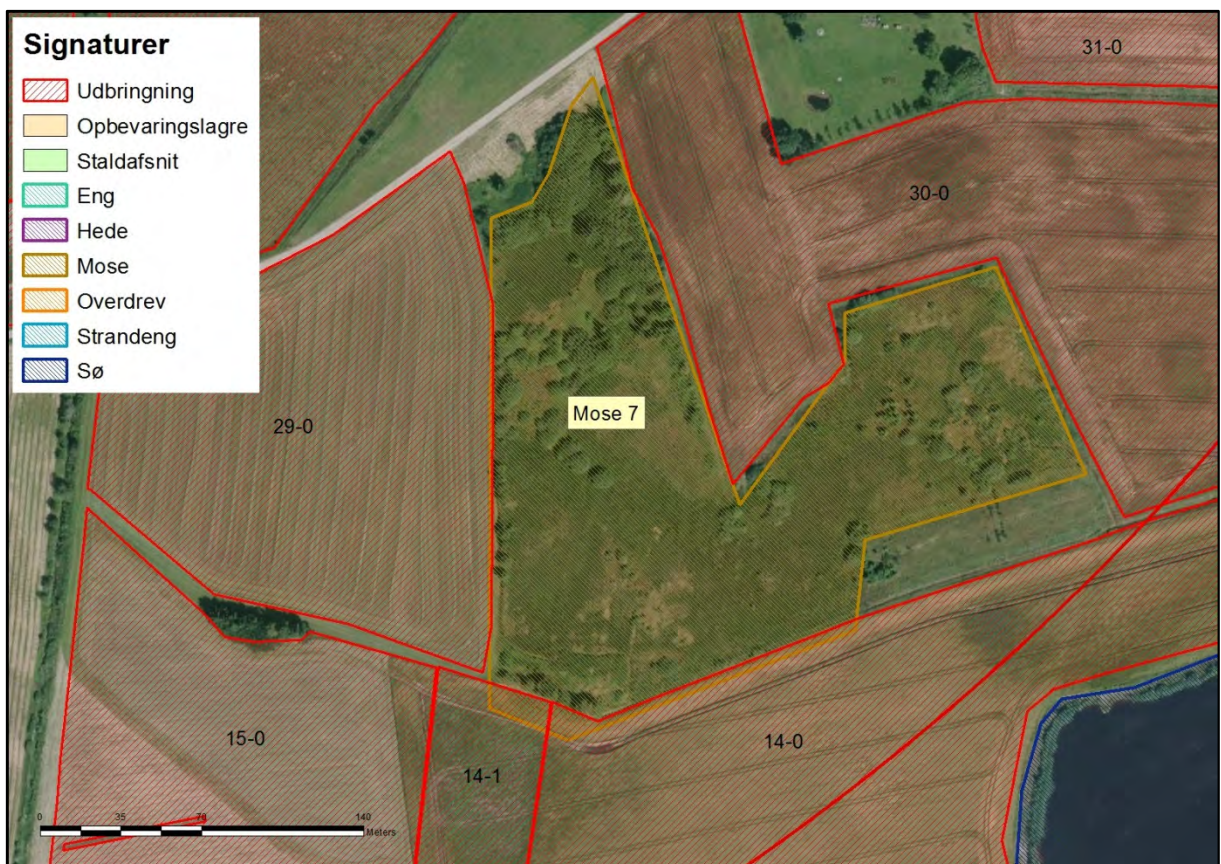 Signaturer
Udbringning
Opbevaringslagre
Staldafsnit
Eng
Hede
Mose
Overdrev
Strandeng
Sø
31-0
30-0
Mose 7
29-0
15-0
14-0
14-1
0 35 70 140
Meters